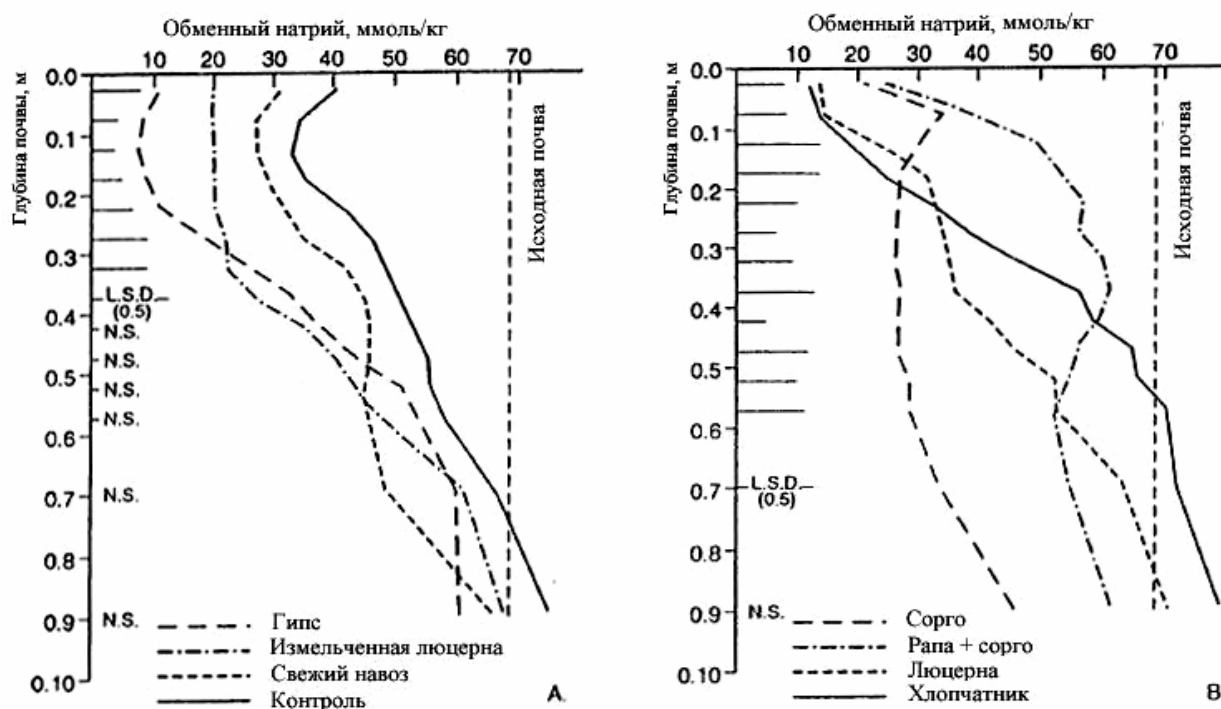 Обменный натрий, ммоль/кг
10 20 30 40 50 60 70
Глубина почвы, м
0.0
0.1
0.2
0.3
0.4
0.5
0.6
0.7
0.8
0.9
0.10
L.S.D.
(0.5)
N.S.
N.S.
N.S.
N.S.
N.S.
N.S.
Исходная почва
Гипс
Измельченная люцерна
Свежий навоз
Контроль
A.
Обменный натрий, ммоль/кг
10 20 30 40 50 60 70
Глубина почвы, м
0.0
0.1
0.2
0.3
0.4
0.5
0.6
0.7
0.8
0.9
0.10
L.S.D.
(0.5)
N.S.
Исходная почва
Сорго
Рапа + сорго
Люцерна
Хлопчатник
B